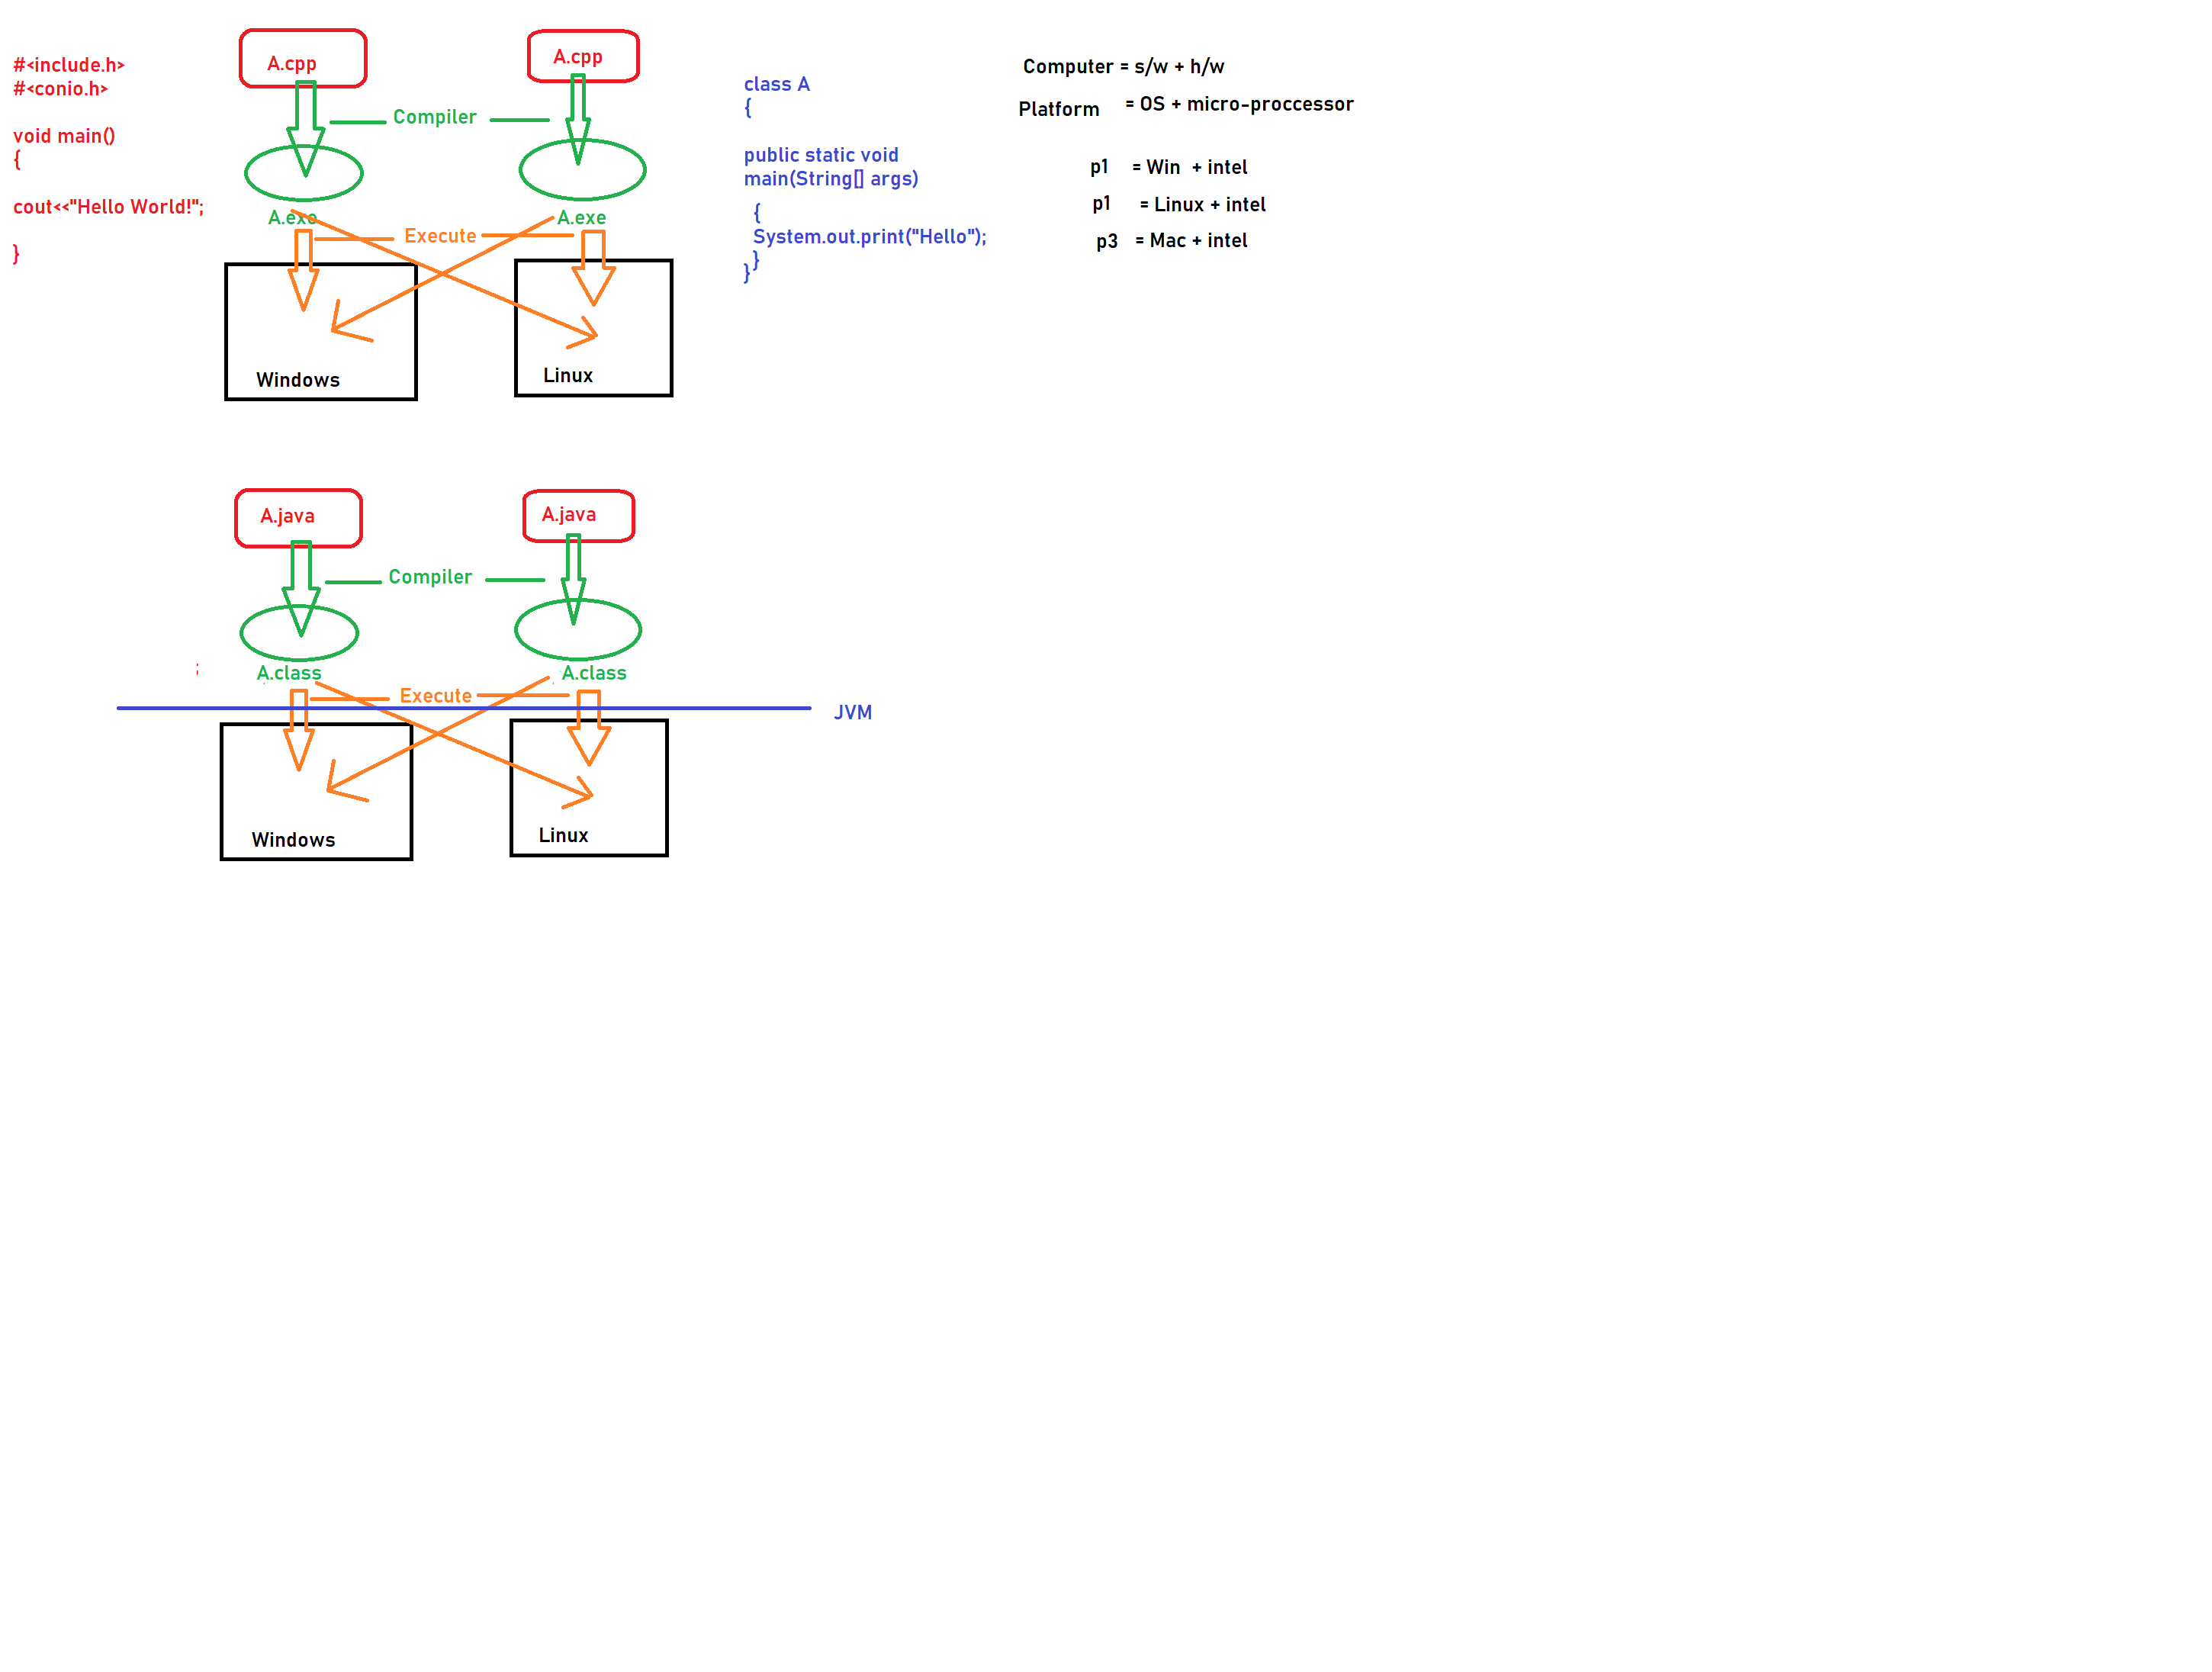 #<include.h>
#<conio.h>
void main()
{
cout<<"Hello World!";
}
A.cpp
A.cpp
Compiler
A.exe
A.exe
Execute
Windows
Linux
class A
{
public static void
main(String[] args)
{
System.out.print("Hello");
}
}
Computer = s/w + h/w
Platform = OS + micro-proccessor
p1 = Win + intel
p1 = Linux + intel
p3 = Mac + intel
A.java
A.java
Compiler
;
A.class
A.class
Execute
JVM
Windows
Linux